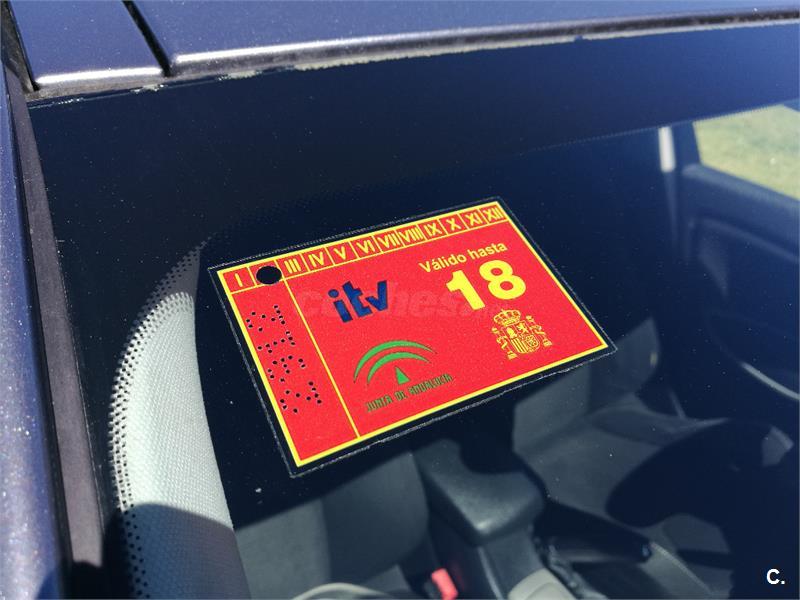 I III IV V VI VII VIII IX X XI XII
Válido hasta
18
itv
JUNTA DE ANDALUCIA
C.